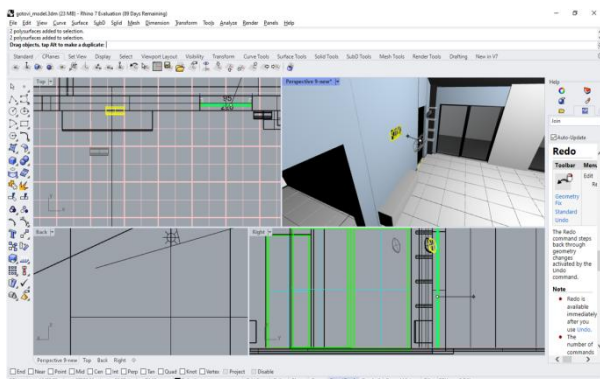 gotovi_model.3dm (23 MB) - Rhino 7 Evaluation (89 Days Remaining)
File Edit View Curve Surface SubD Solid Mesh Dimension Transform Tools Analyze Render Panels Help
2 polysurfaces added to selection.
2 polysurfaces added to selection.
Drag objects, tap Alt to make a duplicate:
Standard CPlanes Set View Display Select Viewport Layout Visibility Transform Curve Tools Surface Tools Solid Tools SubD Tools Mesh Tools Render Tools Drafting New in V7
Top
Perspective 9-new*
Help
Join
Auto-Update
Redo
Toolbar Menu
Edit
Geometry Fix
Standard
Undo
The Redo
command steps
back through
geometry
changes
activated by the
Undo
command.
Note
Redo is
available
immediately
after you
use Undo.
The
number of
commands
Back
Right
Perspective 9-new Top Back Right
End Near Point Mid Cen Int Perp Tan Quad Knot Vertex Project Disable